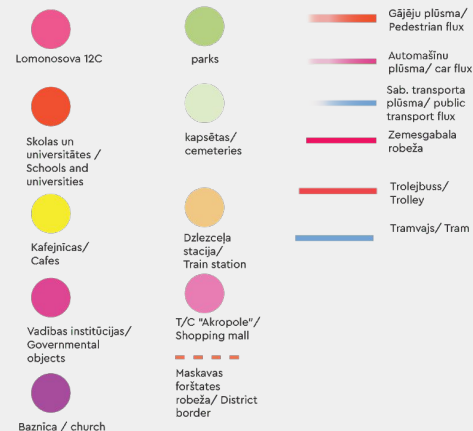 Lomonosova 12C
Skolas un
universitātes /
Schools and
universities
Kafejnīcas/
Cafes
Vadības institūcijas/
Governmental
objects
Baznīca / church
parks
kapsētas/
cemeteries
Dzlezceļa
stacija/
Train station
T/C "Akropole"/
Shopping mall
Maskavas
forštates
robeža/ District
border
Gājēju plūsma/
Pedestrian flux
Automašīnu
plūsma/ car flux
Sab. transporta
plūsma/ public
transport flux
Zemesgabala
robeža
Trolejbuss/
Trolley
Tramvajs/ Tram